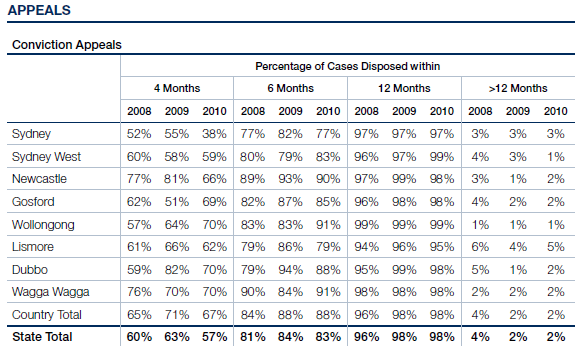 APPEALS
Conviction Appeals
Percentage of Cases Disposed within
4 Months 6 Months 12 Months >12 Months
2008 2009 2010 2008 2009 2010 2008 2009 2010 2008 2009 2010
Sydney 52% 55% 38% 77% 82% 77% 97% 97% 97% 3% 3% 3%
Sydney West 60% 58% 59% 80% 79% 83% 96% 97% 99% 4% 3% 1%
Newcastle 77% 81% 66% 89% 93% 90% 97% 99% 98% 3% 1% 2%
Gosford 62% 51% 69% 82% 87% 85% 96% 98% 98% 4% 2% 2%
Wollongong 57% 64% 70% 83% 83% 91% 99% 99% 99% 1% 1% 1%
Lismore 61% 66% 62% 79% 86% 79% 94% 96% 95% 6% 4% 5%
Dubbo 59% 82% 70% 79% 94% 88% 95% 99% 98% 5% 1% 2%
Wagga Wagga 76% 70% 70% 90% 84% 91% 98% 98% 98% 2% 2% 2%
Country Total 65% 71% 67% 84% 88% 88% 96% 98% 98% 4% 2% 2%
State Total 60% 63% 57% 81% 84% 83% 96% 98% 98% 4% 2% 2%